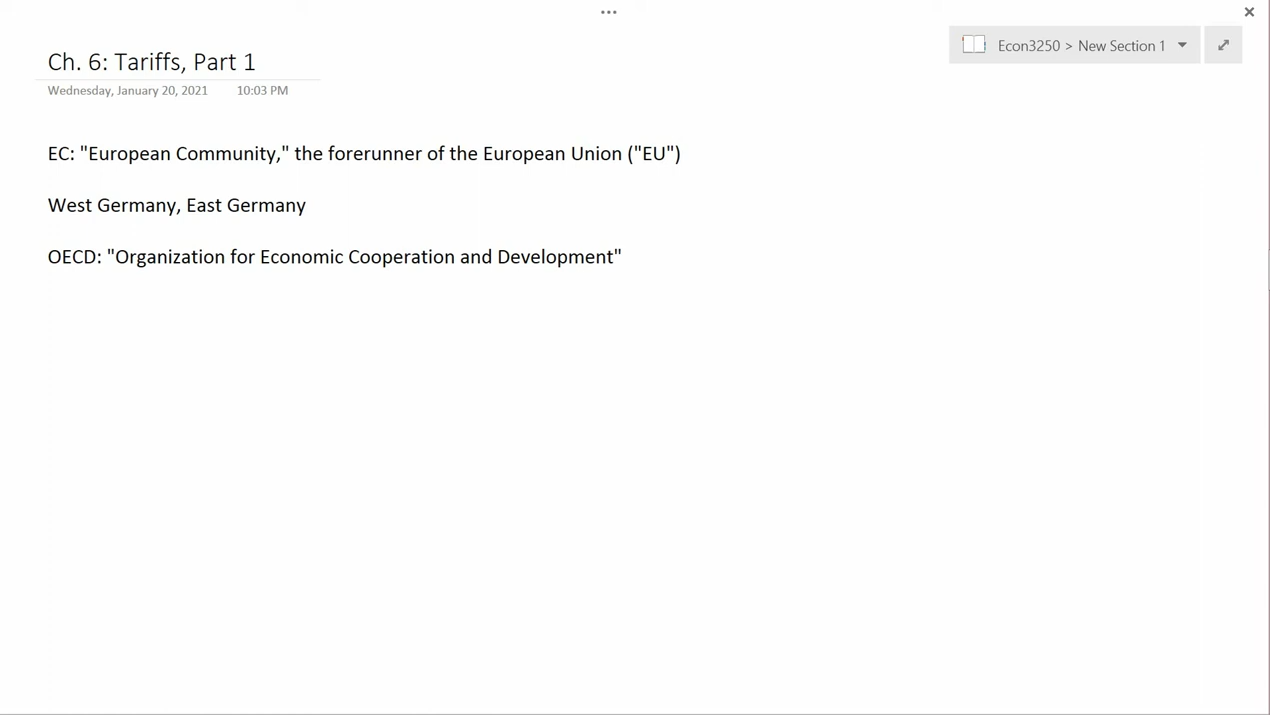 Ch. 6: Tariffs, Part 1
Econ3250 > New Section 1
Wednesday, January 20, 2021 10:03 PM
EC: "European Community," the forerunner of the European Union ("EU")
West Germany, East Germany
OECD: "Organization for Economic Cooperation and Development"